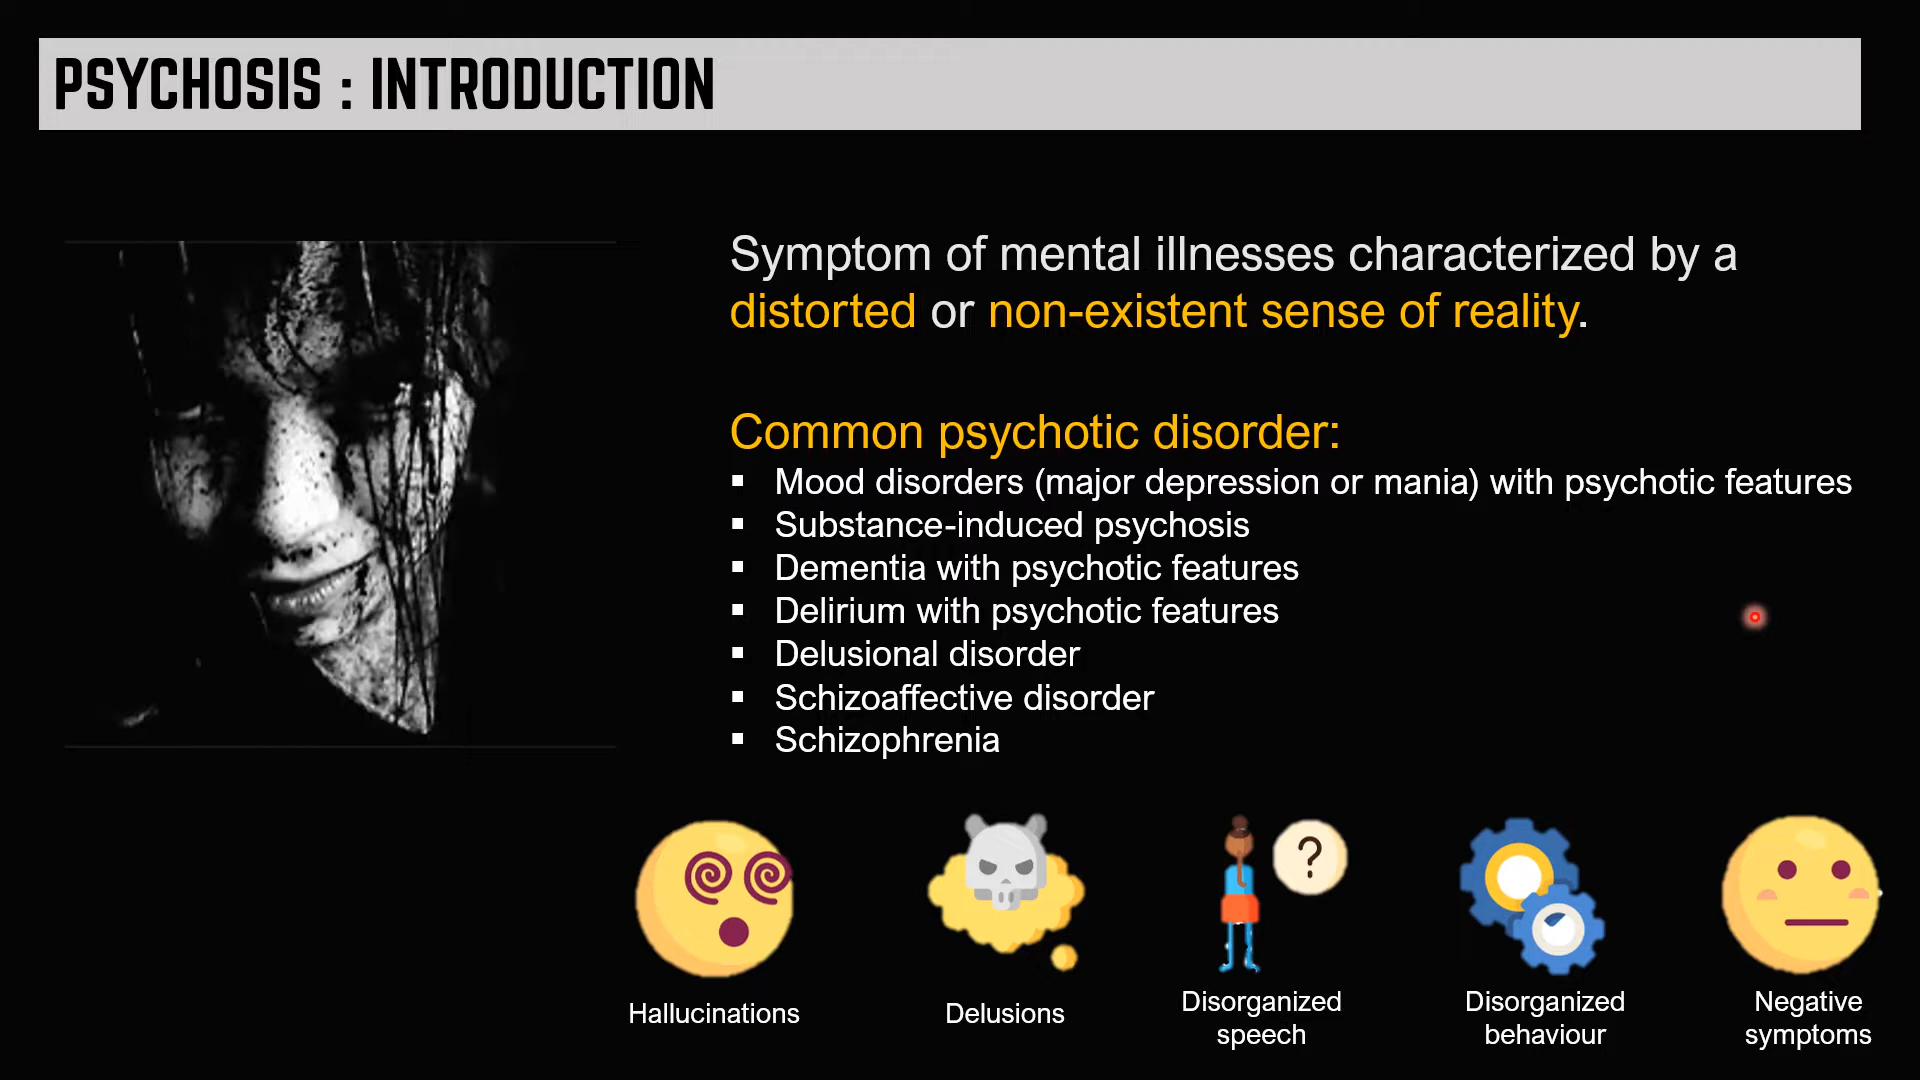 PSYCHOSIS : INTRODUCTION
Symptom of mental illnesses characterized by a
distorted or non-existent sense of reality.
Common psychotic disorder:
▪ Mood disorders (major depression or mania) with psychotic features
▪ Substance-induced psychosis
▪ Dementia with psychotic features
▪ Delirium with psychotic features
▪ Delusional disorder
▪ Schizoaffective disorder
▪ Schizophrenia
?
Hallucinations
Delusions
Disorganized
speech
Disorganized
behaviour
Negative
symptoms